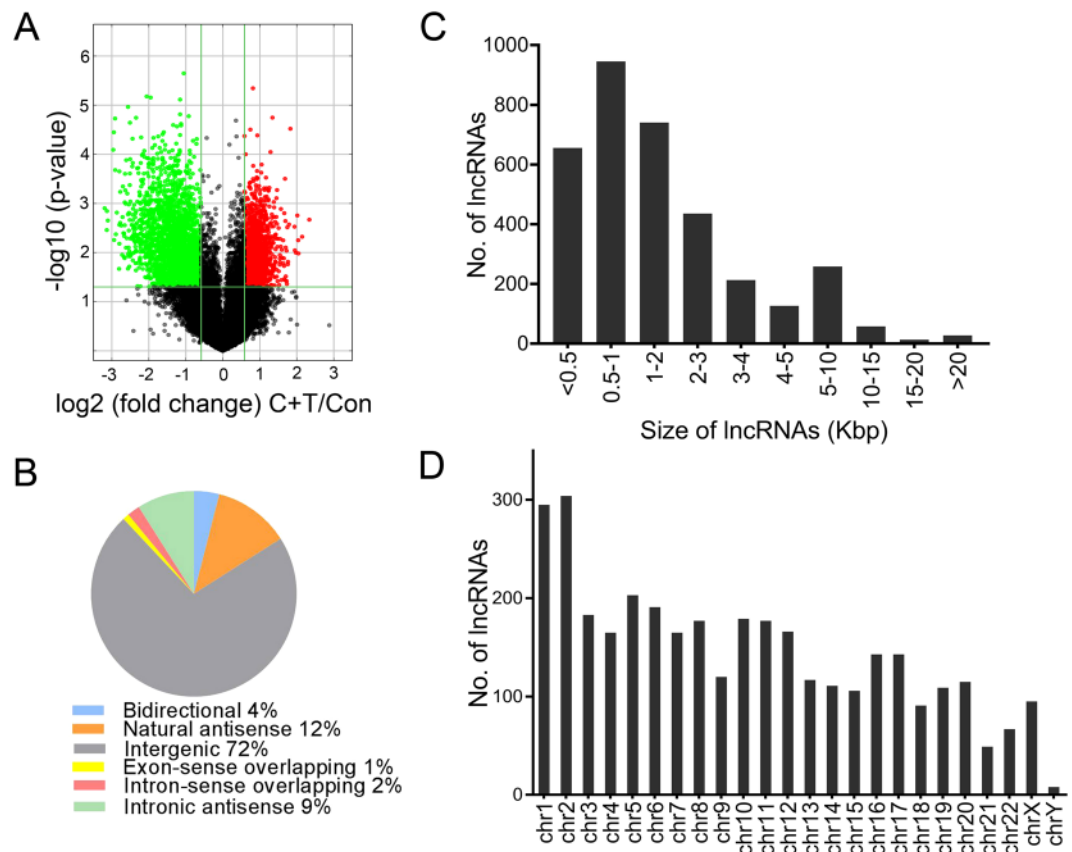 A
-log10 (p-value)
6
5
4
3
2
1
-3 -2 -1 0 1 2 3
log2 (fold change) C+T/Con
B
Bidirectional 4%
Natural antisense 12%
Intergenic 72%
Exon-sense overlapping 1%
Intron-sense overlapping 2%
Intronic antisense 9%
C
No. of lncRNAs
1000
800
600
400
200
0
<0.5 0.5-1 1-2 2-3 3-4 4-5 5-10 10-15 15-20 >20
Size of lncRNAs (Kbp)
D
No. of lncRNAs
300
200
100
0
chr1 chr2 chr3 chr4 chr5 chr6 chr7 chr8 chr9 chr10 chr11 chr12 chr13 chr14 chr15 chr16 chr17 chr18 chr19 chr20 chr21 chr22 chrX chrY